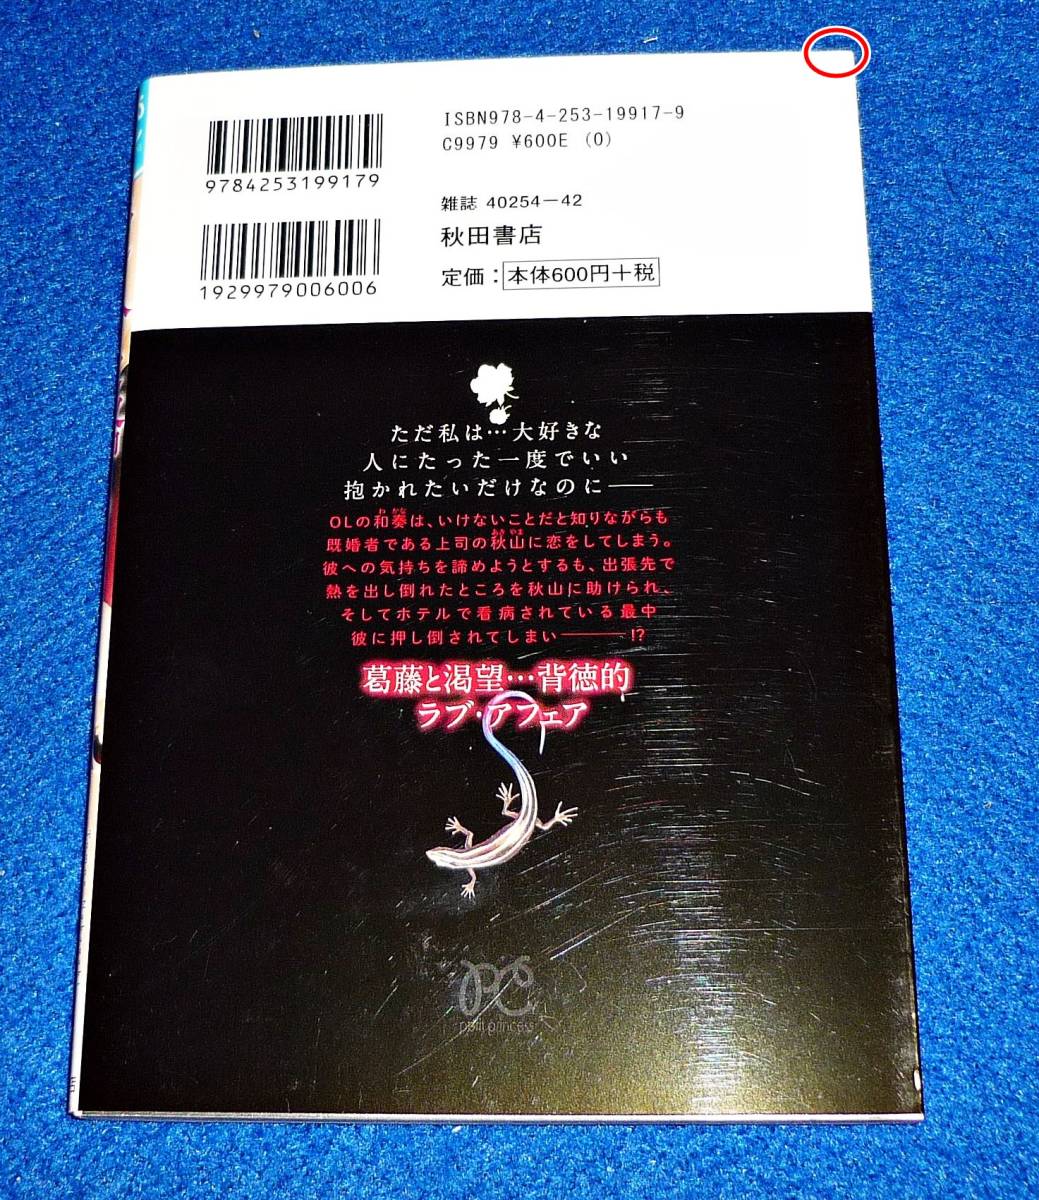 ISBN978-4-253-19917-9
C9979 ¥600E (0)
9784253199179
雑誌 40254-42
秋田書店
1929979006006
定価：本体600円+税
ただ私は…大好きな
人にたった一度でいい
抱かれたいだけなのに――
OLの和奏は、いけないことだと知りながらも
既婚者である上司の秋山に恋をしてしまう。
彼への気持ちを諦めようとするも、出張先で
熱を出し倒れたところを秋山に助けられ、
そしてホテルで看病されている最中
彼に押し倒されてしまい―――!?
葛藤と渇望…背徳的
ラブ・アフェア
petit princess